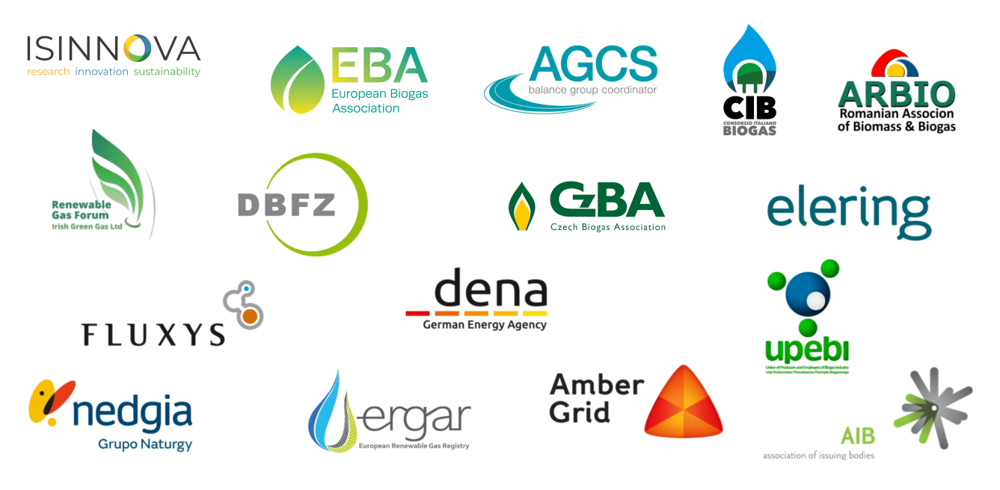 ISINNOVA
research innovation sustainability
EBA
European Biogas
Association
AGCS
balance group coordinator
CIB
CONSORZIO ITALIANO
BIOGAS
ARBIO
Romanian Associon
of Biomass & Biogas
Renewable
Gas Forum
Irish Green Gas Ltd
DBFZ
CzBA
Czech Biogas Association
elering
FLUXYS
dena
German Energy Agency
upebi
Union of Producers and Employers of Biogas Industry
Unia Producentów i Pracodawców Przemysłu Biogazowego
nedgia
Grupo Naturgy
ergar
European Renewable Gas Registry
Amber
Grid
AIB
association of issuing bodies